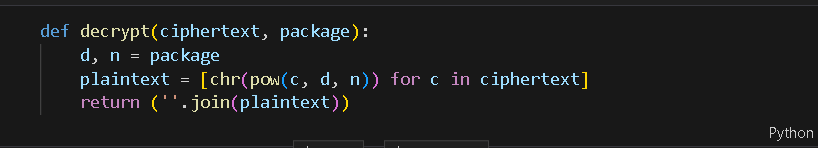 def decrypt(ciphertext, package):
    d, n = package
    plaintext = [chr(pow(c, d, n)) for c in ciphertext]
    return (''.join(plaintext))
Python